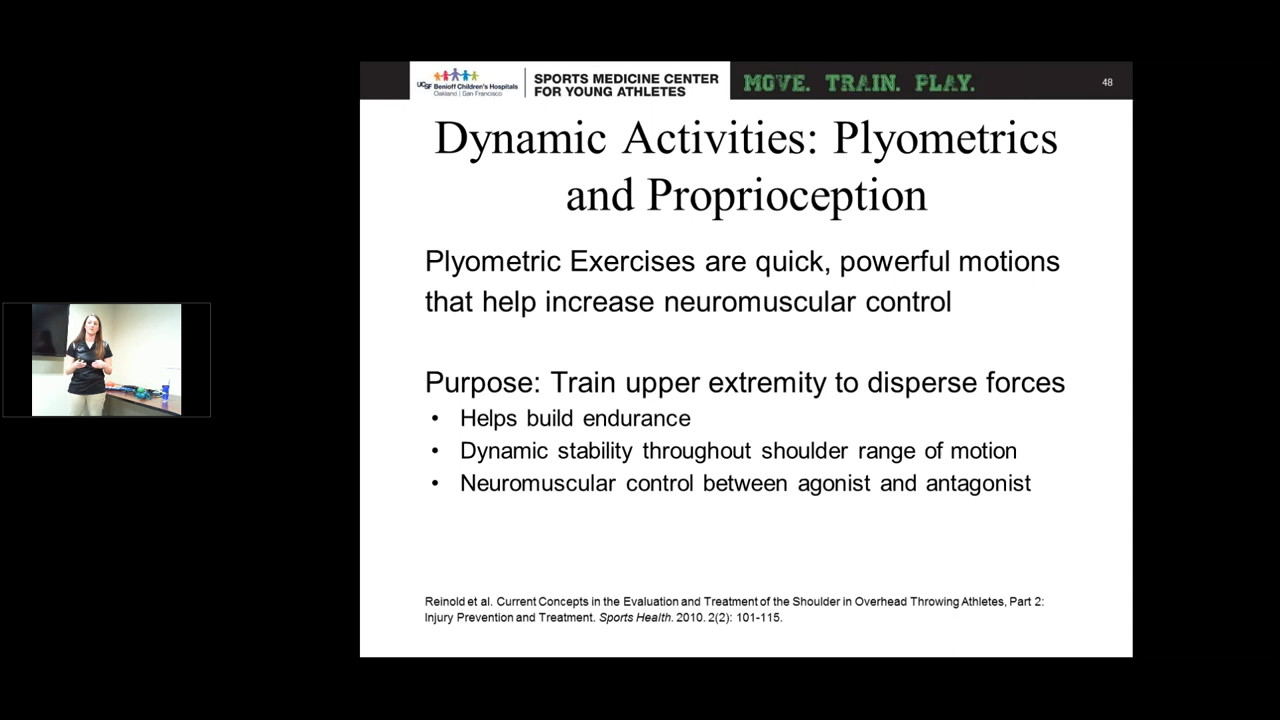 UCSF Benioff Children's Hospitals
Oakland | San Francisco
SPORTS MEDICINE CENTER
FOR YOUNG ATHLETES
MOVE. TRAIN. PLAY.
48
Dynamic Activities: Plyometrics
and Proprioception
Plyometric Exercises are quick, powerful motions
that help increase neuromuscular control
Purpose: Train upper extremity to disperse forces
• Helps build endurance
• Dynamic stability throughout shoulder range of motion
• Neuromuscular control between agonist and antagonist
Reinold et al. Current Concepts in the Evaluation and Treatment of the Shoulder in Overhead Throwing Athletes, Part 2:
Injury Prevention and Treatment. Sports Health. 2010. 2(2): 101-115.